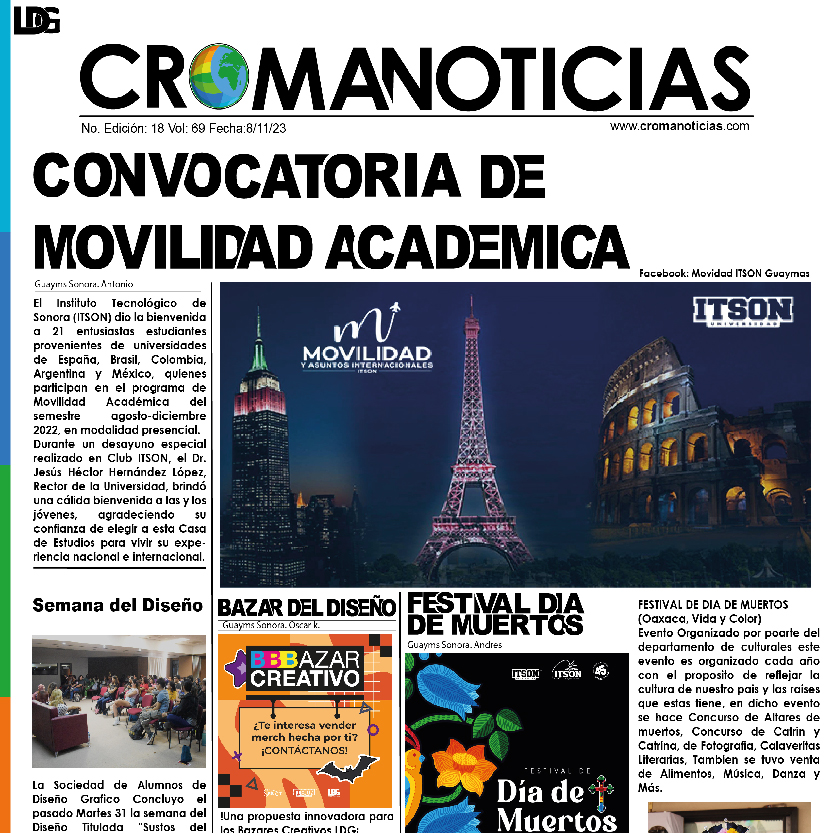 LDG
CROMANOTICIAS
No. Edición: 18 Vol: 69 Fecha:8/11/23
www.cromanoticias.com
CONVOCATORIA DE
MOVILIDAD ACADEMICA
Facebook: Movidad ITSON Guaymas
Guayms Sonora. Antonio
El Instituto Tecnológico de
Sonora (ITSON) dio la bienvenida
a 21 entusiastas estudiantes
provenientes de universidades
de España, Brasil, Colombia,
Argentina y México, quienes
participan en el programa de
Movilidad Académica del
semestre agosto-diciembre
2022, en modalidad presencial.
Durante un desayuno especial
realizado en Club ITSON, el Dr.
Jesús Héctor Hernández López,
Rector de la Universidad, brindó
una cálida bienvenida a las y los
jóvenes, agradeciendo su
confianza de elegir a esta Casa
de Estudios para vivir su expe-
riencia nacional e internacional.
m
MOVILIDAD
Y ASUNTOS INTERNACIONALES
ITSON
ITSON
UNIVERSIDAD
Semana del Diseño
La Sociedad de Alumnos de
Diseño Grafico Concluyo el
pasado Martes 31 la semana del
Diseño Titulada "Sustos del
BAZAR DEL DISEÑO
Guayms Sonora. Oscar k.
BBBAZAR
CREATIVO
¿Te interesa vender
merch hecha por ti?
¡CONTÁCTANOS!
!Una propuesta innovadora para
los Bazares Creativos LDG¡
FESTIVAL DIA
DE MUERTOS
Guayms Sonora. Andres
ITSON
ITSON
FESTIVAL DE
Día de
Muertos
FESTIVAL DE DIA DE MUERTOS
(Oaxaca, Vida y Color)
Evento Organizado por poarte del
departamento de culturales este
evento es organizado cada año
con el proposito de reflejar la
cultura de nuestro pais y las raíses
que estas tiene, en dicho evento
se hace Concurso de Altares de
muertos, Concurso de Catrin y
Catrina, de Fotografia, Calaveritas
Literarias, Tambien se tuvo venta
de Alimentos, Música, Danza y
Más.